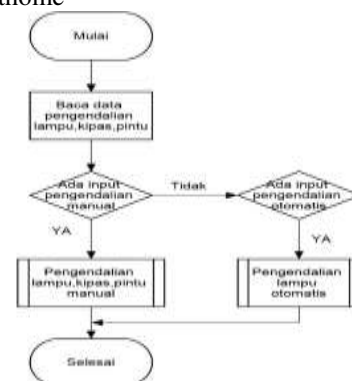 Mulai
Baca data
pengendalian
lampu,kipas,pintu
Ada input
pengendalian
manual
Tidak
Ada input
pengendalian
otomatis
YA
YA
Pengendalian
lampu,kipas,pintu
manual
Pengendalian
lampu
otomatis
Selesai